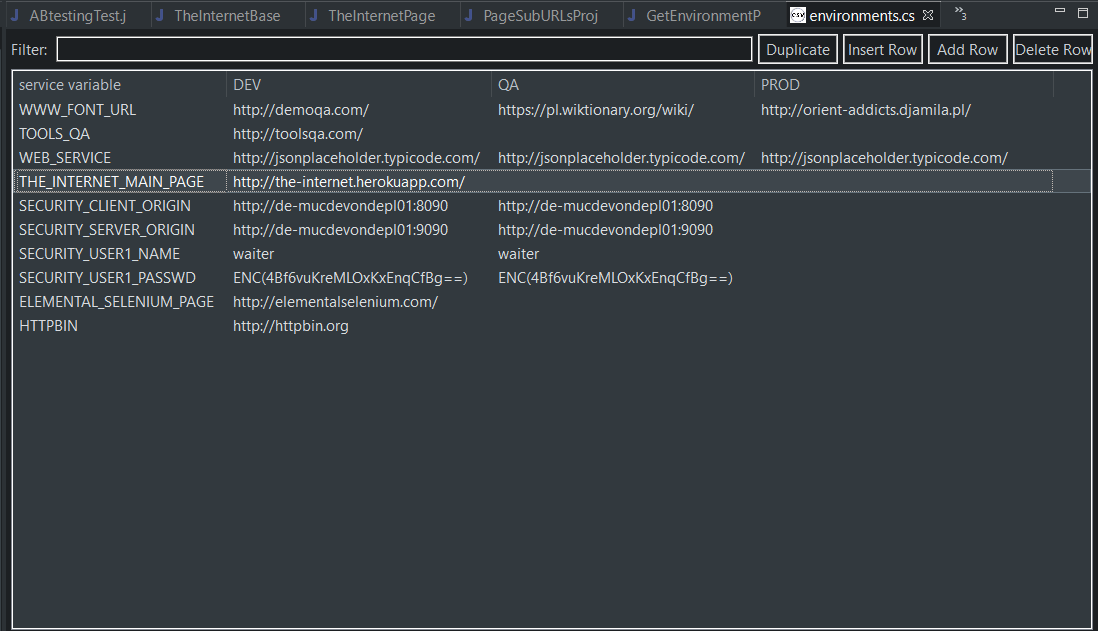 ABtestingTest.j TheInternetBase TheInternetPage PageSubURLsProj GetEnvironmentP CSV environments.cs 3
Filter: Duplicate Insert Row Add Row Delete Row
service variable DEV QA PROD
WWW_FONT_URL http://demoqa.com/ https://pl.wiktionary.org/wiki/ http://orient-addicts.djamila.pl/
TOOLS_QA http://toolsqa.com/
WEB_SERVICE http://jsonplaceholder.typicode.com/ http://jsonplaceholder.typicode.com/ http://jsonplaceholder.typicode.com/
THE_INTERNET_MAIN_PAGE http://the-internet.herokuapp.com/
SECURITY_CLIENT_ORIGIN http://de-mucdevondepl01:8090 http://de-mucdevondepl01:8090
SECURITY_SERVER_ORIGIN http://de-mucdevondepl01:9090 http://de-mucdevondepl01:9090
SECURITY_USER1_NAME waiter waiter
SECURITY_USER1_PASSWD ENC(4Bf6vuKreMLOxKxEnqCfBg==) ENC(4Bf6vuKreMLOxKxEnqCfBg==)
ELEMENTAL_SELENIUM_PAGE http://elementalselenium.com/
HTTPBIN http://httpbin.org